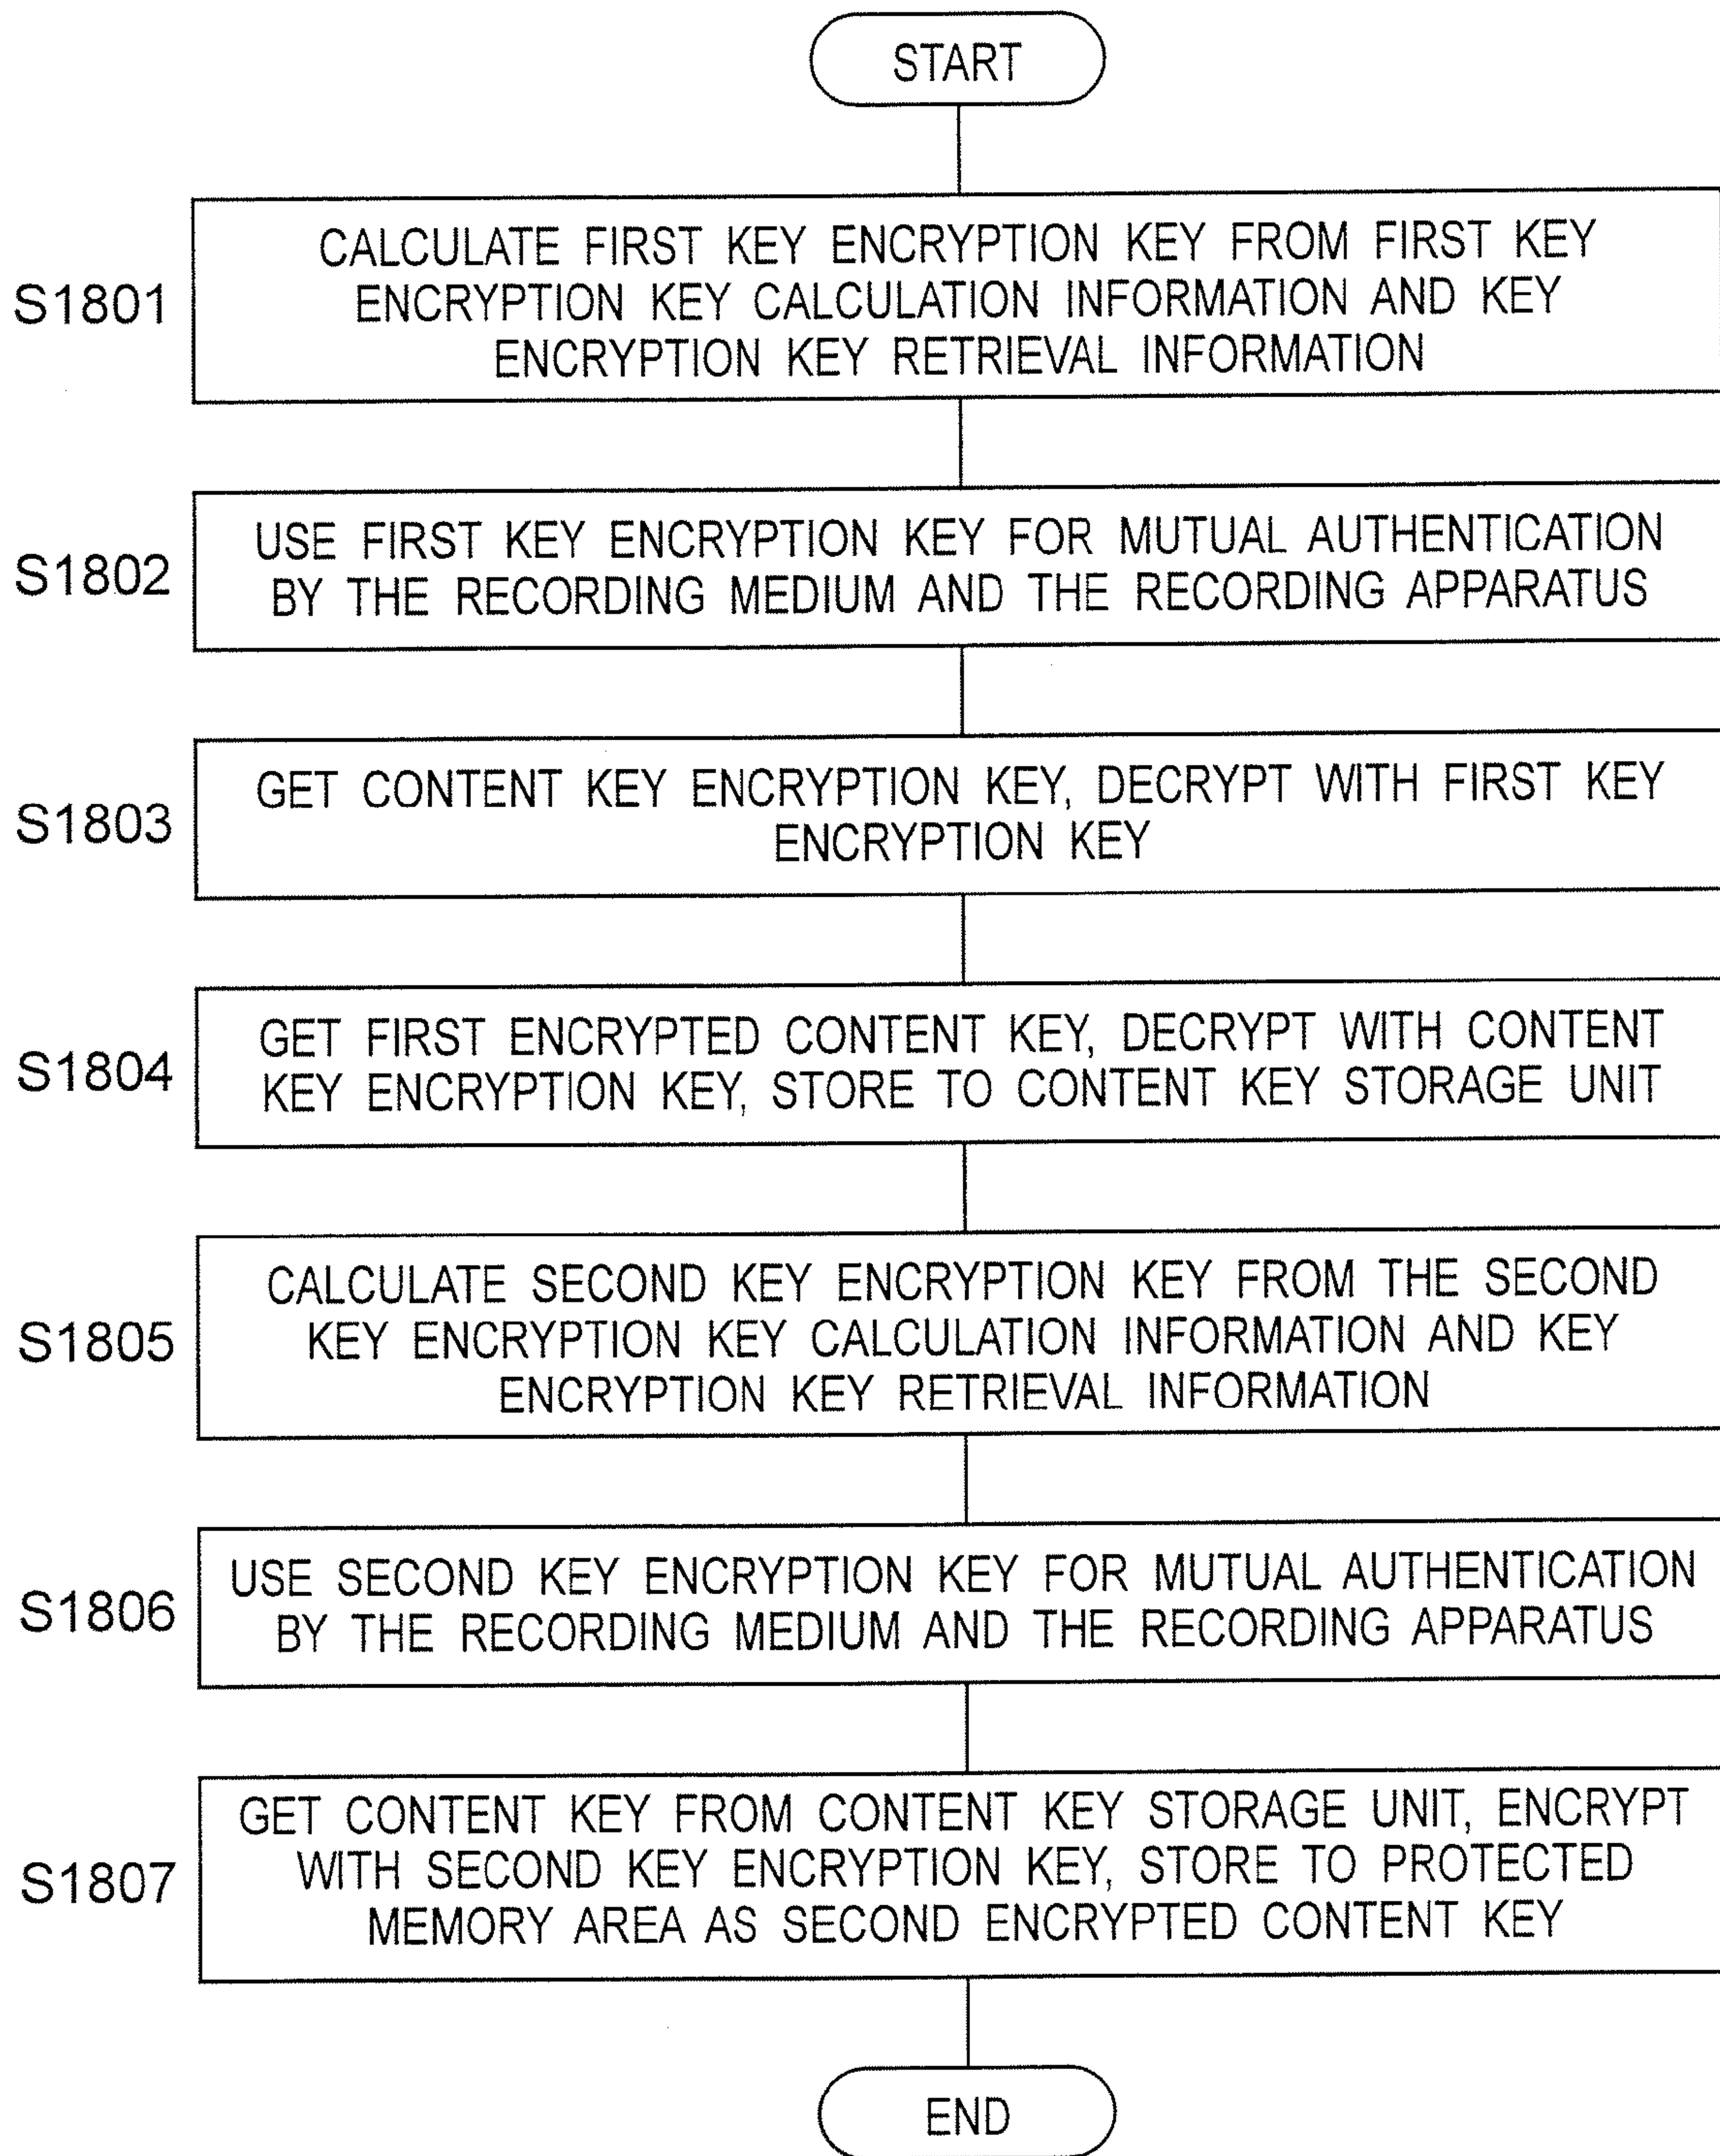 START
S1801
CALCULATE FIRST KEY ENCRYPTION KEY FROM FIRST KEY
ENCRYPTION KEY CALCULATION INFORMATION AND KEY
ENCRYPTION KEY RETRIEVAL INFORMATION
S1802
USE FIRST KEY ENCRYPTION KEY FOR MUTUAL AUTHENTICATION
BY THE RECORDING MEDIUM AND THE RECORDING APPARATUS
S1803
GET CONTENT KEY ENCRYPTION KEY, DECRYPT WITH FIRST KEY
ENCRYPTION KEY
S1804
GET FIRST ENCRYPTED CONTENT KEY, DECRYPT WITH CONTENT
KEY ENCRYPTION KEY, STORE TO CONTENT KEY STORAGE UNIT
S1805
CALCULATE SECOND KEY ENCRYPTION KEY FROM THE SECOND
KEY ENCRYPTION KEY CALCULATION INFORMATION AND KEY
ENCRYPTION KEY RETRIEVAL INFORMATION
S1806
USE SECOND KEY ENCRYPTION KEY FOR MUTUAL AUTHENTICATION
BY THE RECORDING MEDIUM AND THE RECORDING APPARATUS
S1807
GET CONTENT KEY FROM CONTENT KEY STORAGE UNIT, ENCRYPT
WITH SECOND KEY ENCRYPTION KEY, STORE TO PROTECTED
MEMORY AREA AS SECOND ENCRYPTED CONTENT KEY
END